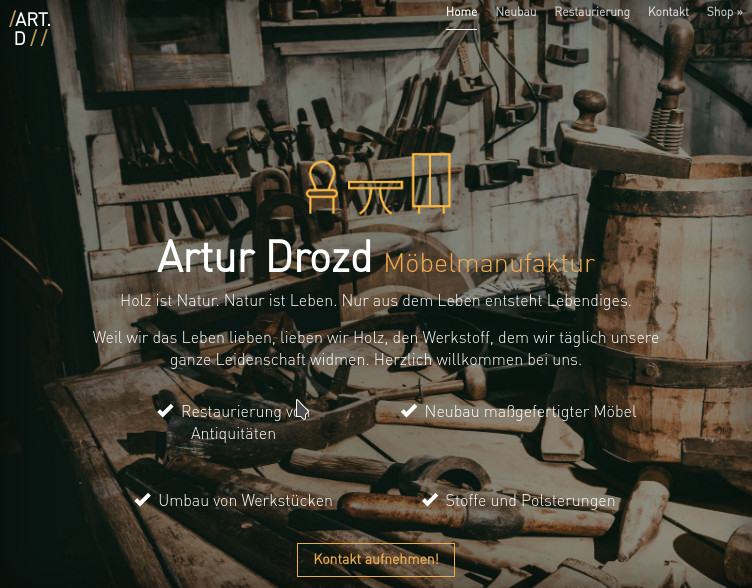 /ART.
D //
Home Neubau Restaurierung Kontakt Shop »
Artur Drozd Möbelmanufaktur
Holz ist Natur. Natur ist Leben. Nur aus dem Leben entsteht Lebendiges.
Weil wir das Leben lieben, lieben wir Holz, den Werkstoff, dem wir täglich unsere
ganze Leidenschaft widmen. Herzlich willkommen bei uns.
Restaurierung von
Antiquitäten
Neubau maßgefertigter Möbel
Umbau von Werkstücken
Stoffe und Polsterungen
Kontakt aufnehmen!